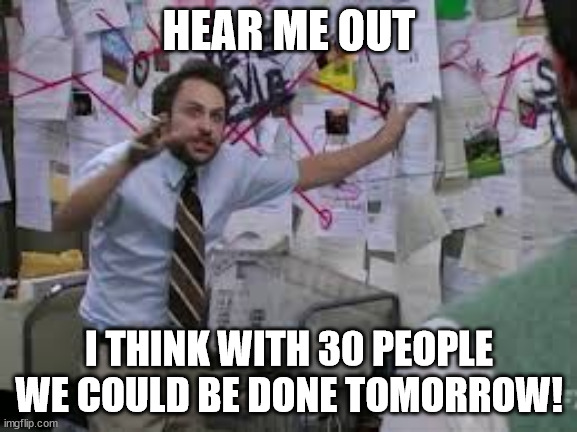 HEAR ME OUT
I THINK WITH 30 PEOPLE
WE COULD BE DONE TOMORROW!
imgflip.com